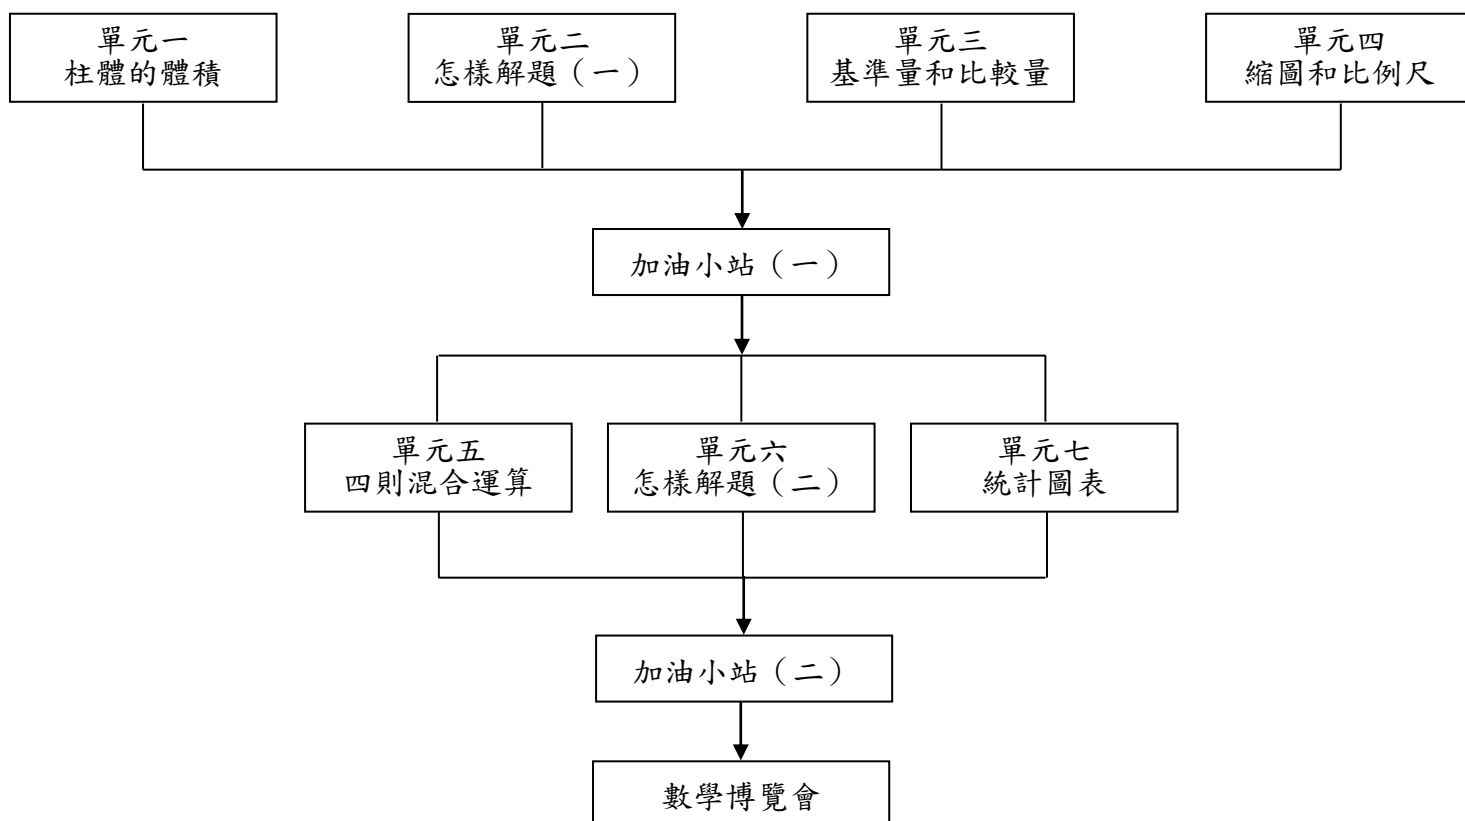 單元一
柱體的體積
單元二
怎樣解題（一）
單元三
基準量和比較量
單元四
縮圖和比例尺
加油小站（一）
單元五
四則混合運算
單元六
怎樣解題（二）
單元七
統計圖表
加油小站（二）
數學博覽會